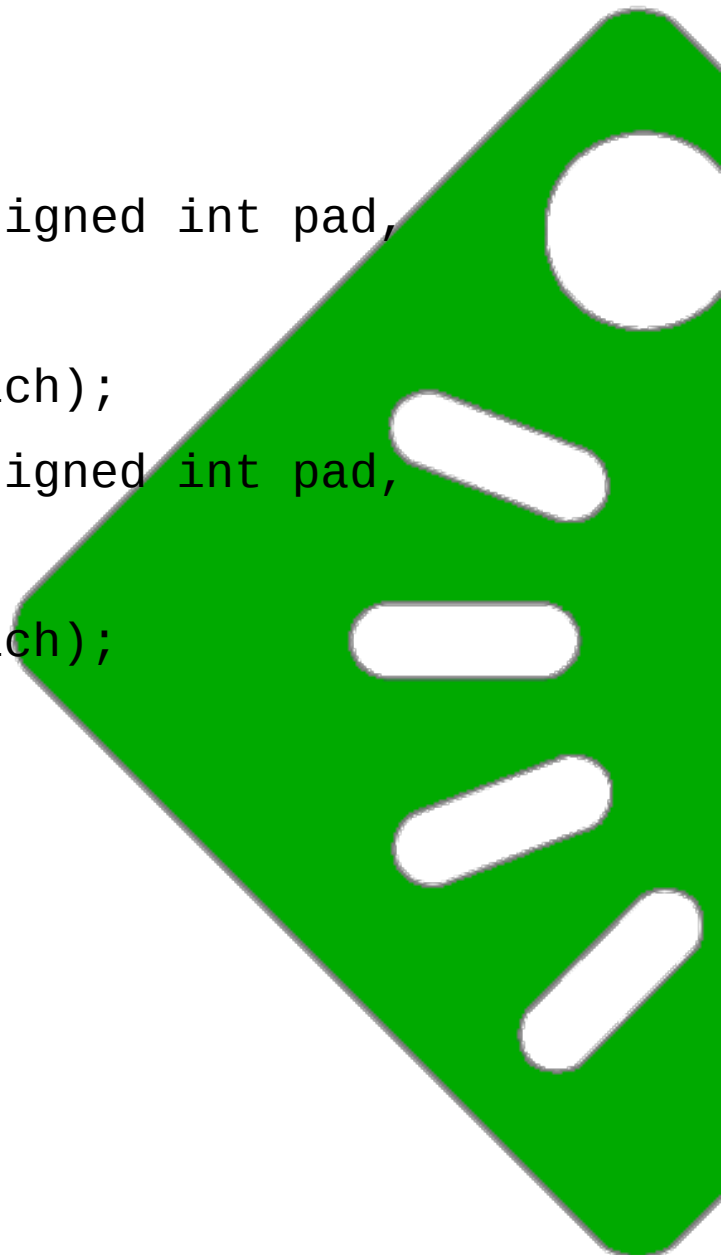 igned int pad,
ch);
igned int pad,
ch);